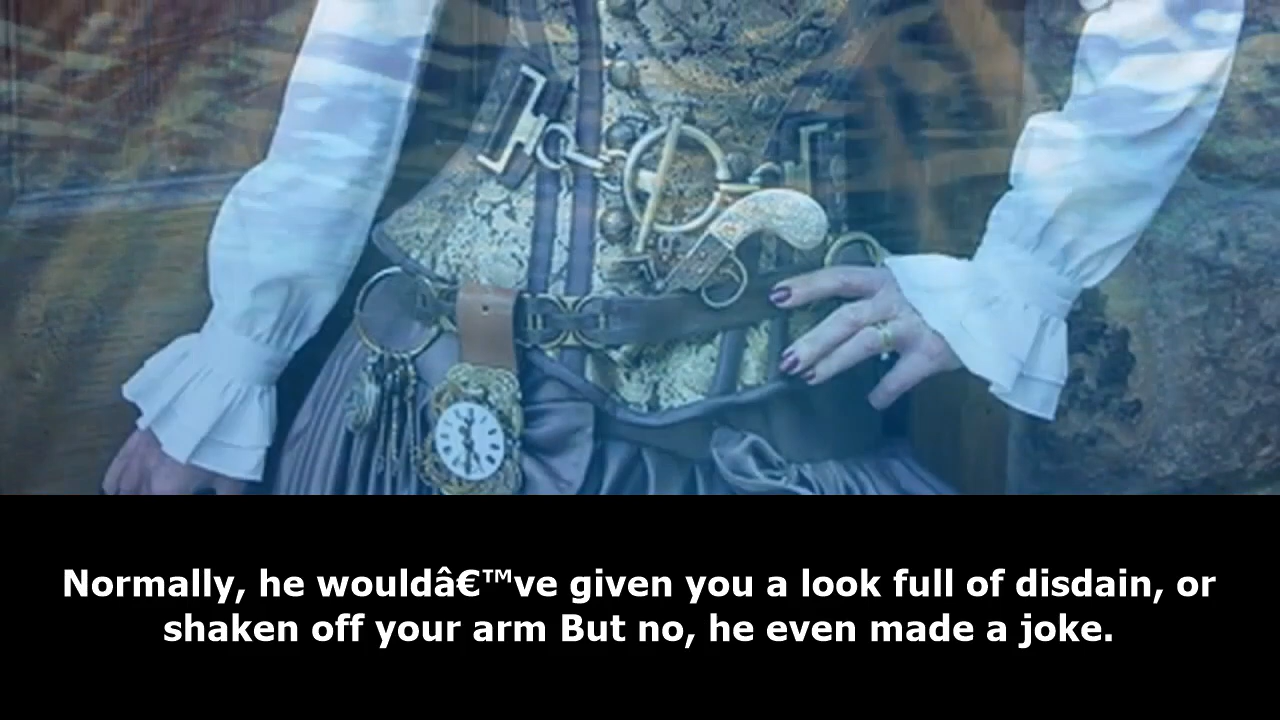 Normally, he wouldâ€™ve given you a look full of disdain, or
shaken off your arm But no, he even made a joke.